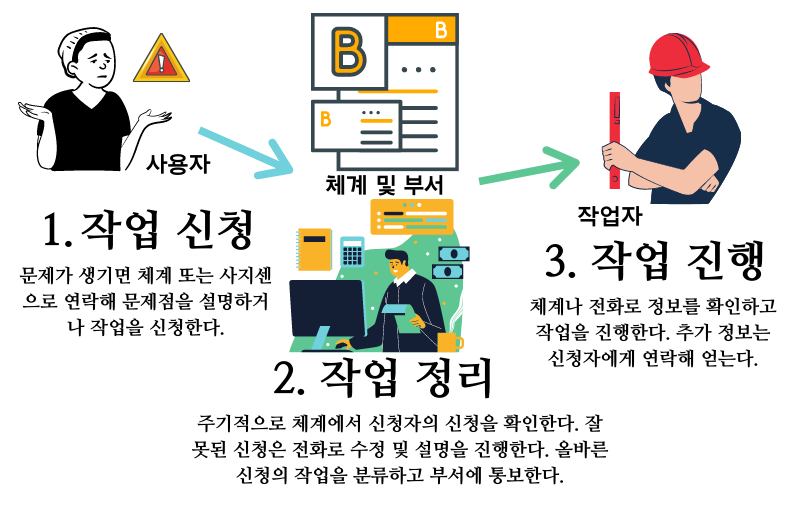 사용자
B
B
B
체계 및 부서
작업자
1. 작업 신청
문제가 생기면 체계 또는 사지센
으로 연락해 문제점을 설명하거
나 작업을 신청한다.
2. 작업 정리
주기적으로 체계에서 신청자의 신청을 확인한다. 잘
못된 신청은 전화로 수정 및 설명을 진행한다. 올바른
신청의 작업을 분류하고 부서에 통보한다.
3. 작업 진행
체계나 전화로 정보를 확인하고
작업을 진행한다. 추가 정보는
신청자에게 연락해 얻는다.